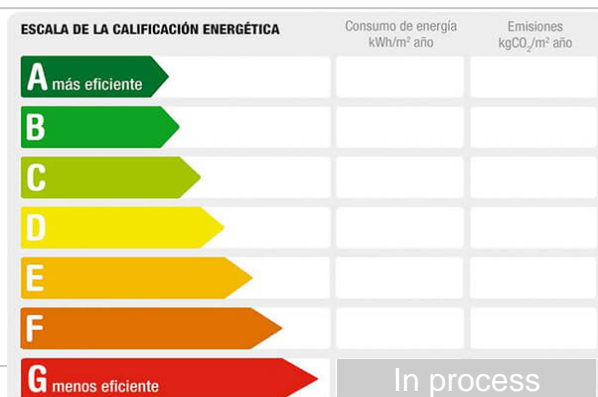 ESCALA DE LA CALIFICACIÓN ENERGÉTICA
Consumo de energía
kWh/m² año
Emisiones
kgCO₂/m² año
A más eficiente
B
C
D
E
F
G menos eficiente
In process